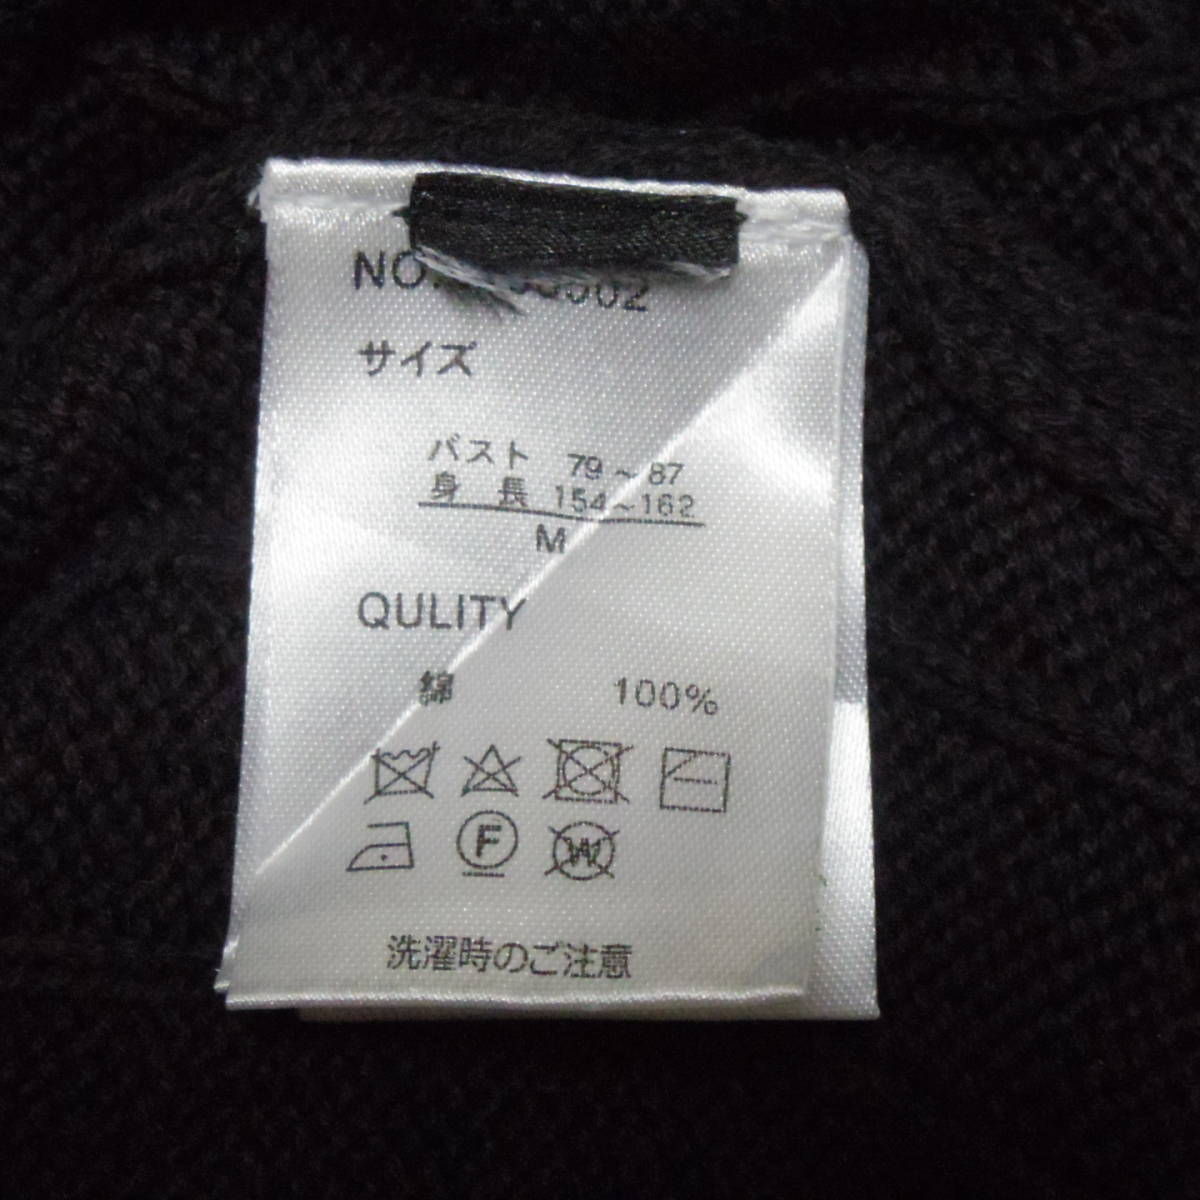 NO.
サイズ
バスト 79～87
身 長 154～162
M
QULITY
綿 100%
F
W
洗濯時のご注意